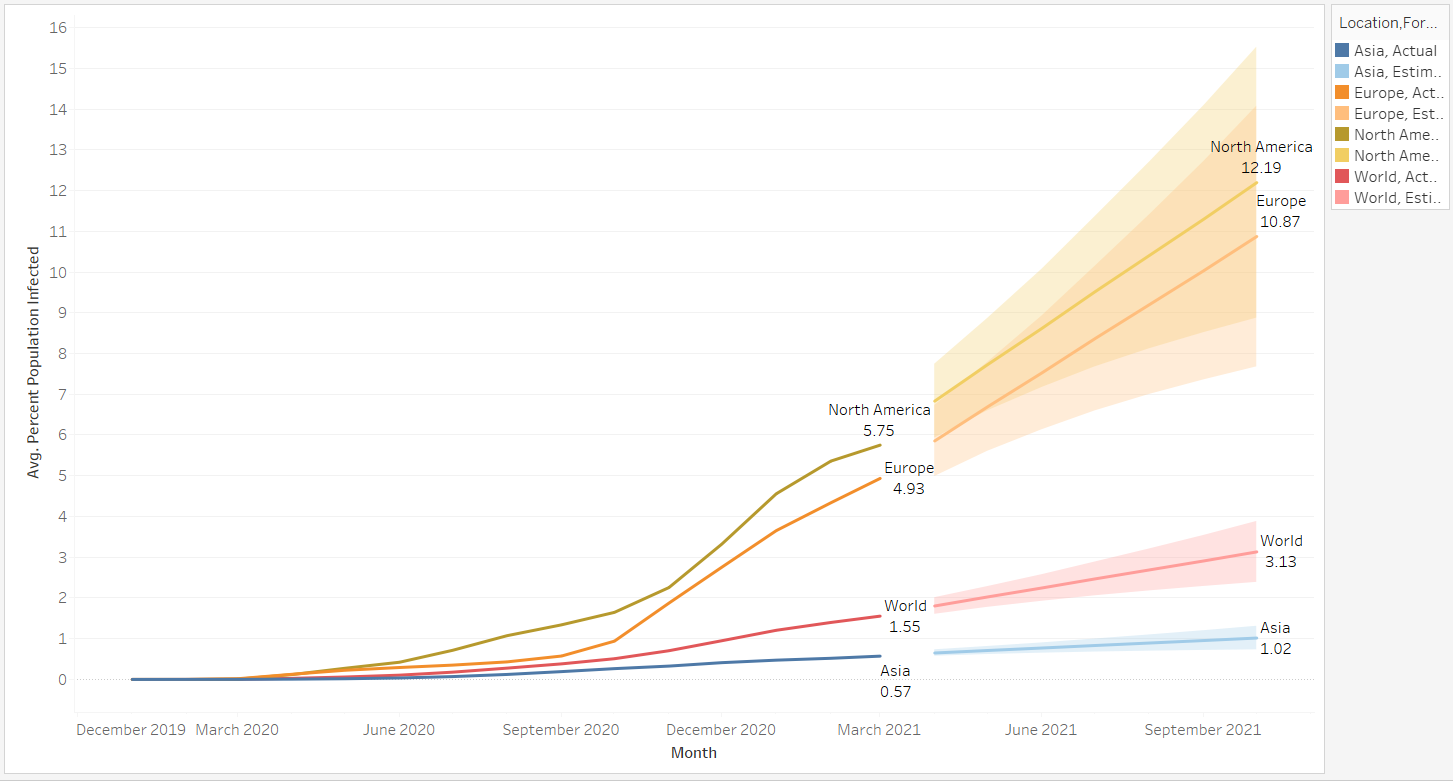 16
15
14
13
12
11
10
9
8
7
6
5
4
3
2
1
0
Avg. Percent Population Infected
North America
12.19
Europe
10.87
North America
5.75
Europe
4.93
World
3.13
World
1.55
Asia
1.02
Asia
0.57
December 2019 March 2020 June 2020 September 2020 December 2020 March 2021 June 2021 September 2021
Month
Location,For...
Asia, Actual
Asia, Estim..
Europe, Act..
Europe, Est..
North Ame..
North Ame..
World, Act..
World, Esti..